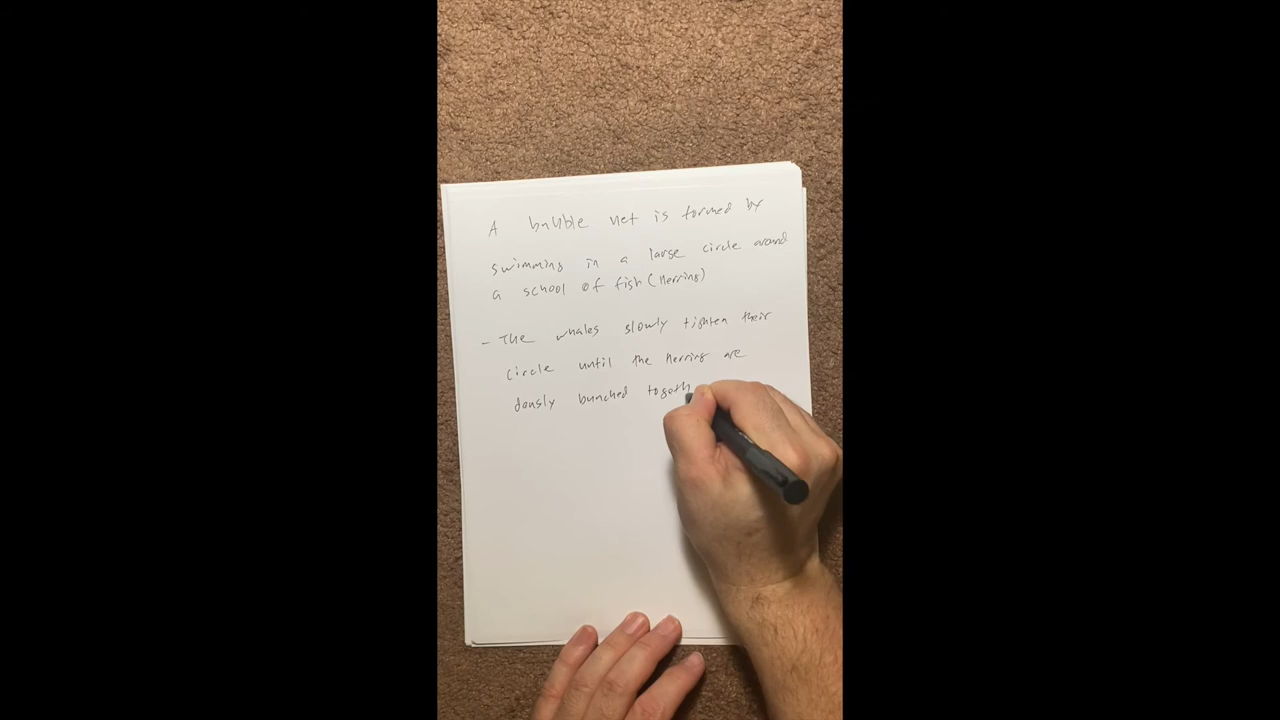 A bubble net is formed by
swimming in a large circle around
a school of fish (Herring)
- The whales slowly tighten their
circle until the Herring are
bunched togeth